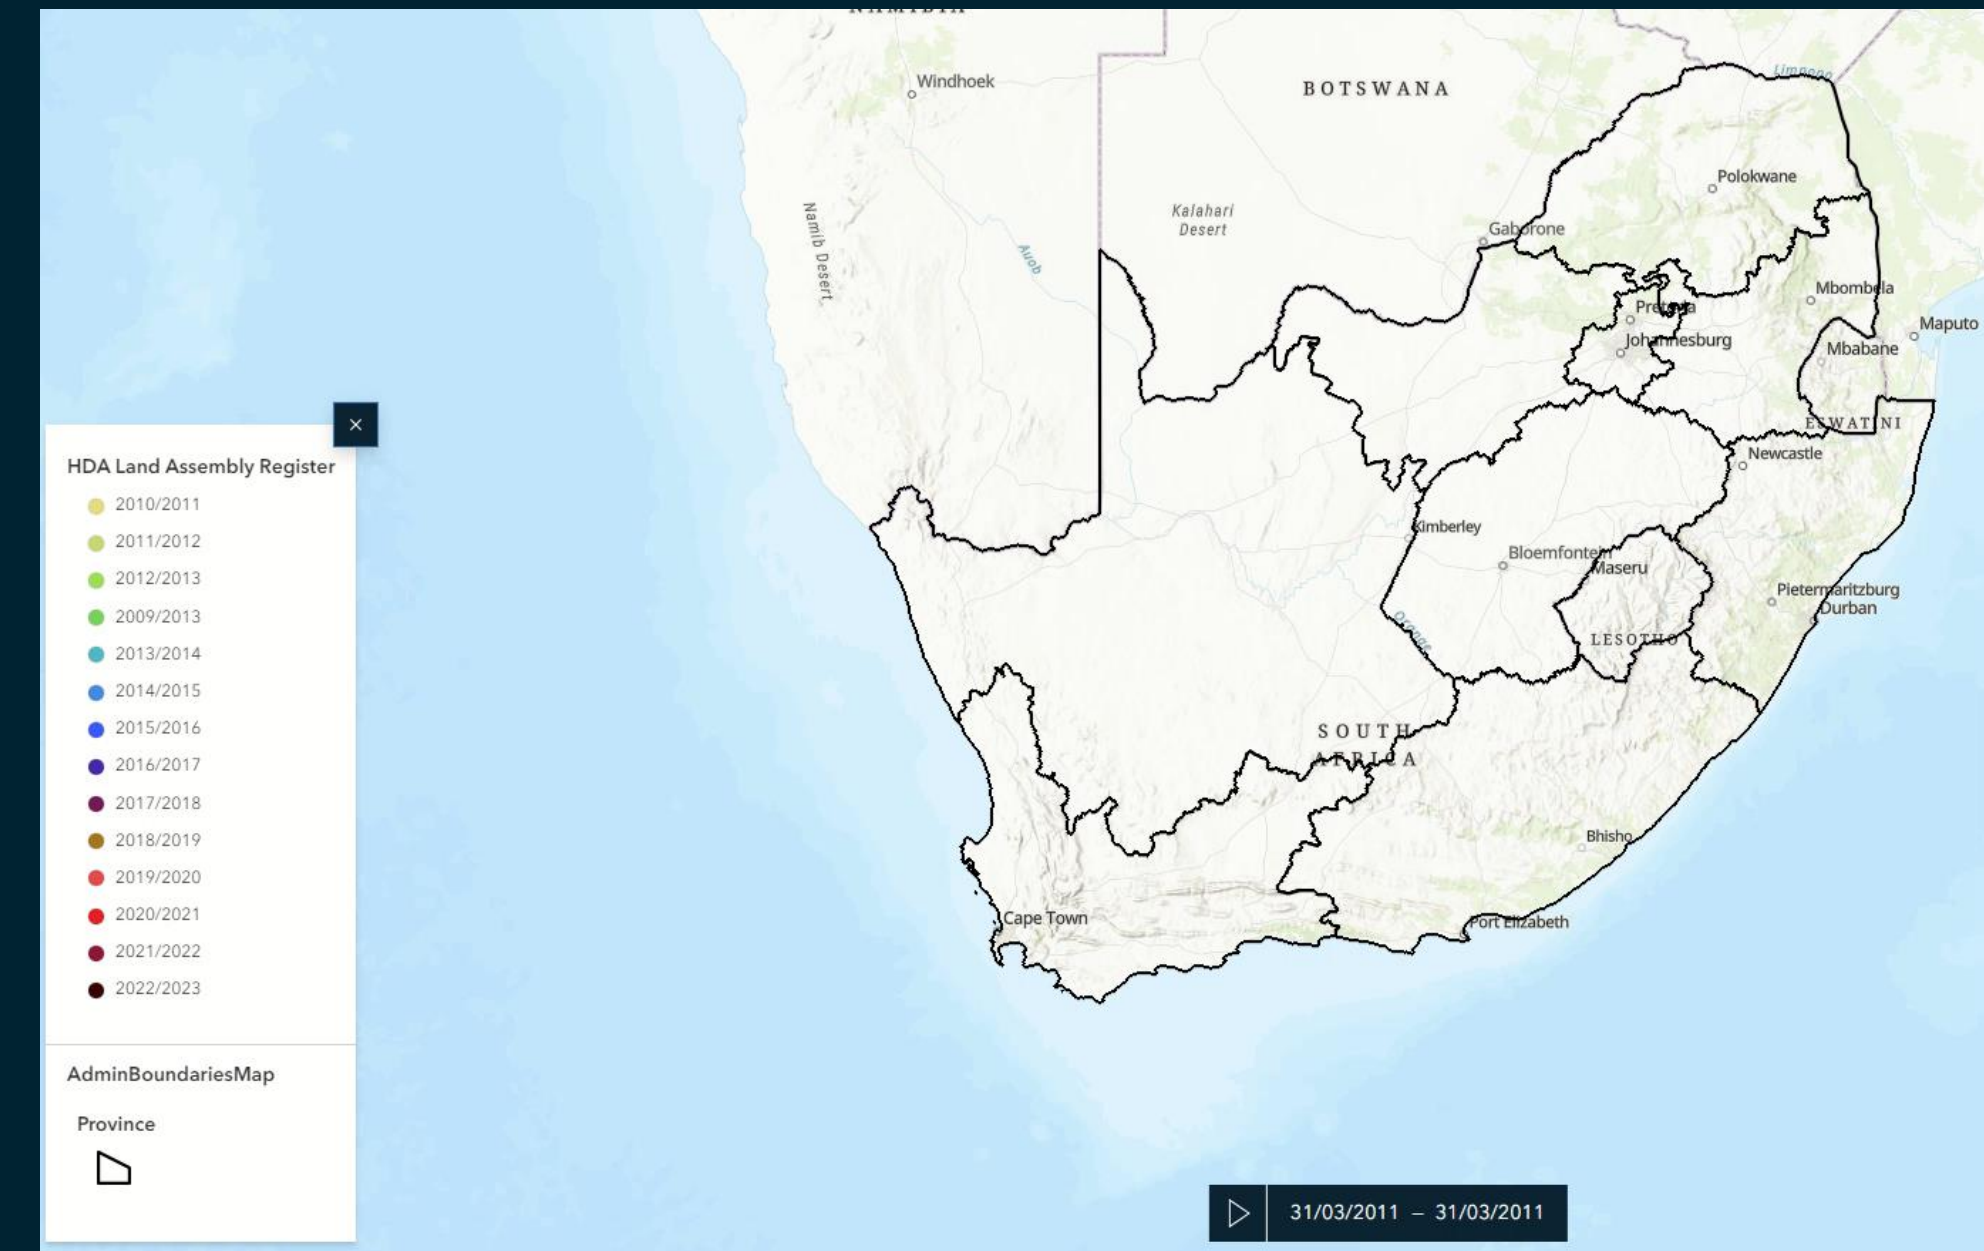 NAMIBIA
Windhoek
BOTSWANA
Limpopo
Polokwane
Kalahari
Desert
Namib Desert
Auob
Gaborone
Mbombela
Pretoria
Maputo
Johannesburg
Mbabane
ESWATINI
Newcastle
Kimberley
Bloemfontein
Maseru
Pietermaritzburg
Durban
Orange
LESOTHO
SOUTH
AFRICA
Bhisho
Cape Town
Port Elizabeth
×
HDA Land Assembly Register
2010/2011
2011/2012
2012/2013
2009/2013
2013/2014
2014/2015
2015/2016
2016/2017
2017/2018
2018/2019
2019/2020
2020/2021
2021/2022
2022/2023
AdminBoundariesMap
Province
31/03/2011 – 31/03/2011